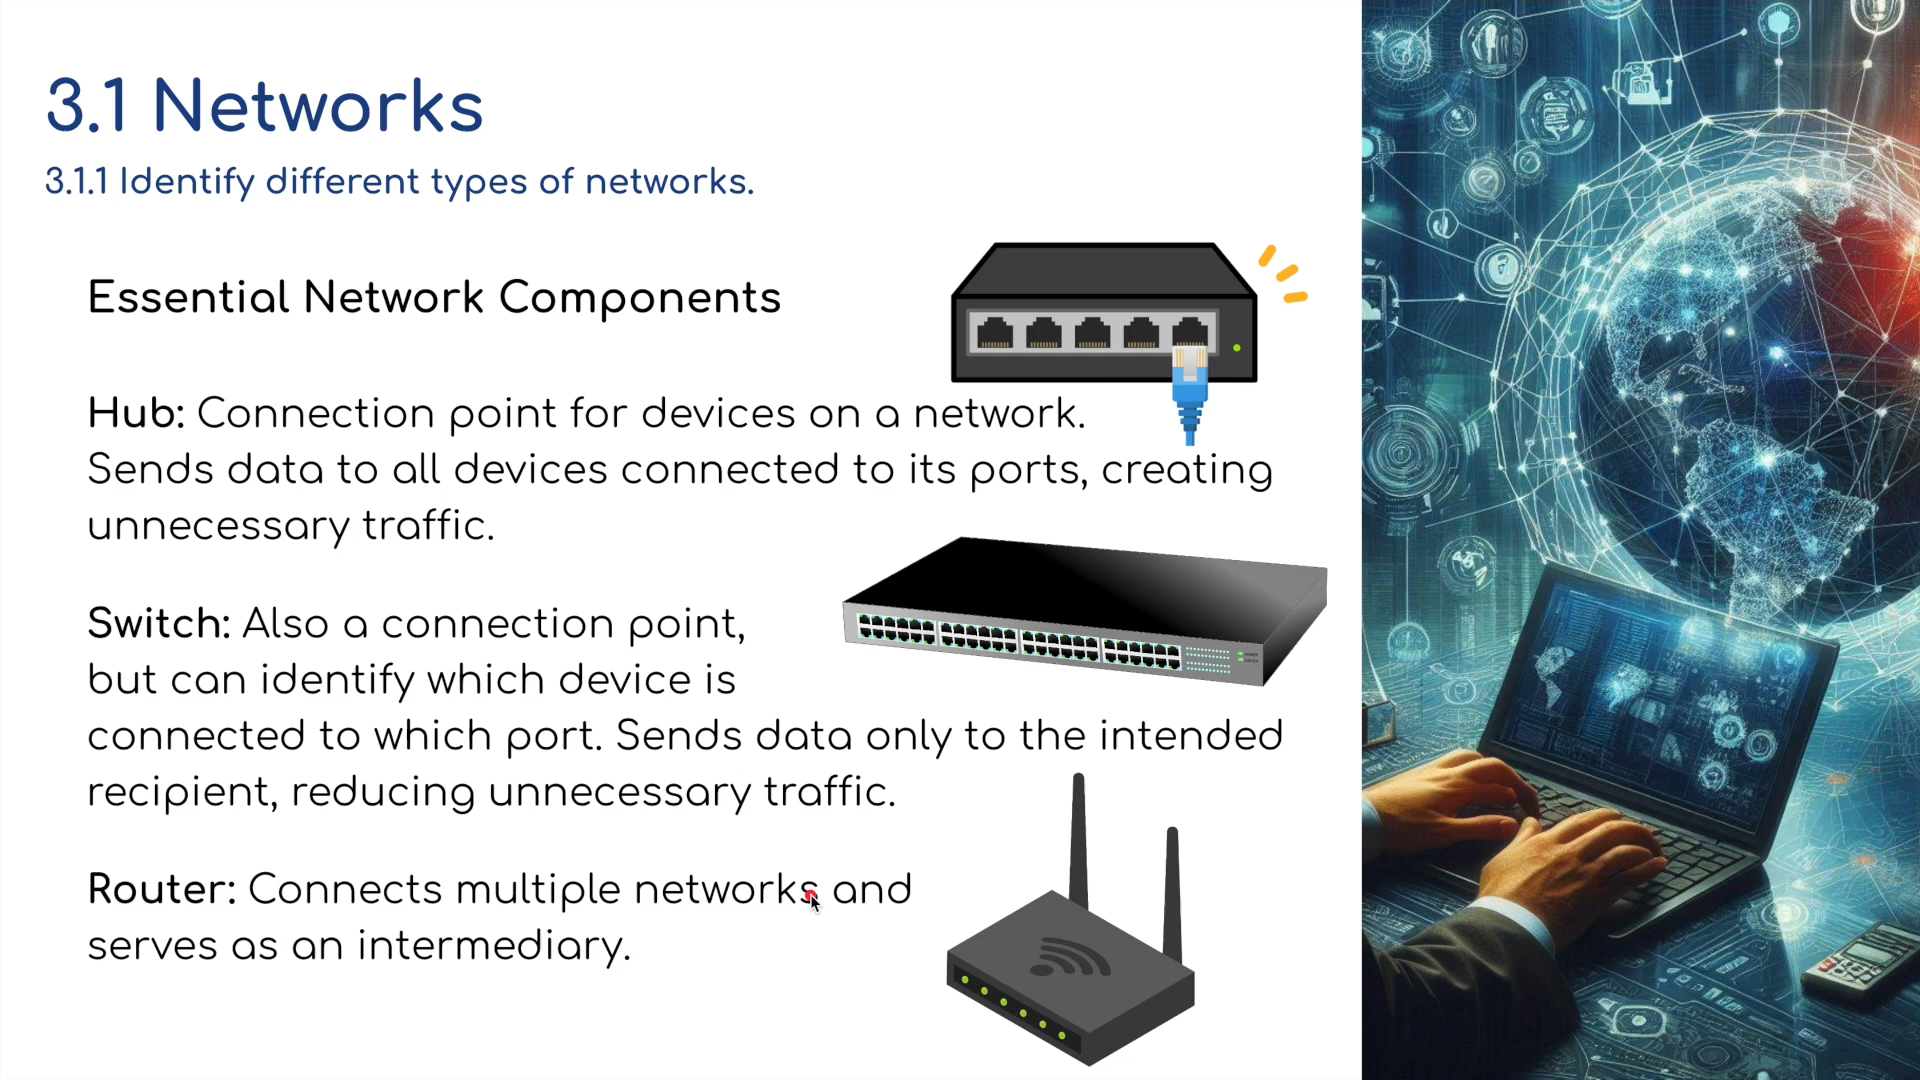 3.1 Networks
3.1.1 Identify different types of networks.
Essential Network Components
Hub: Connection point for devices on a network.
Sends data to all devices connected to its ports, creating
unnecessary traffic.
Switch: Also a connection point,
but can identify which device is
connected to which port. Sends data only to the intended
recipient, reducing unnecessary traffic.
Router: Connects multiple networks and
serves as an intermediary.